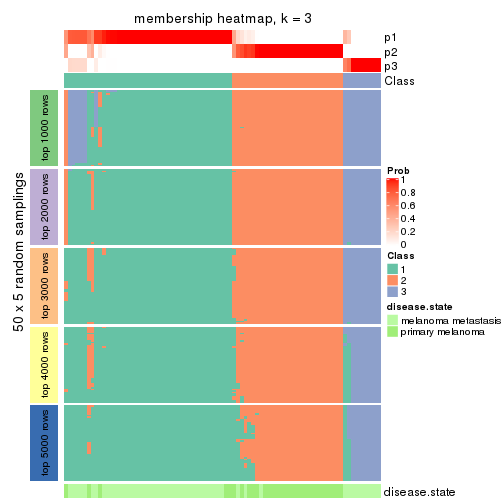 membership heatmap, k = 3
p1
p2
p3
Class
50 x 5 random samplings
top 1000 rows
top 2000 rows
top 3000 rows
top 4000 rows
top 5000 rows
Prob
1
0.8
0.6
0.4
0.2
0
Class
1
2
3
disease.state
melanoma metastasis
primary melanoma
disease.state